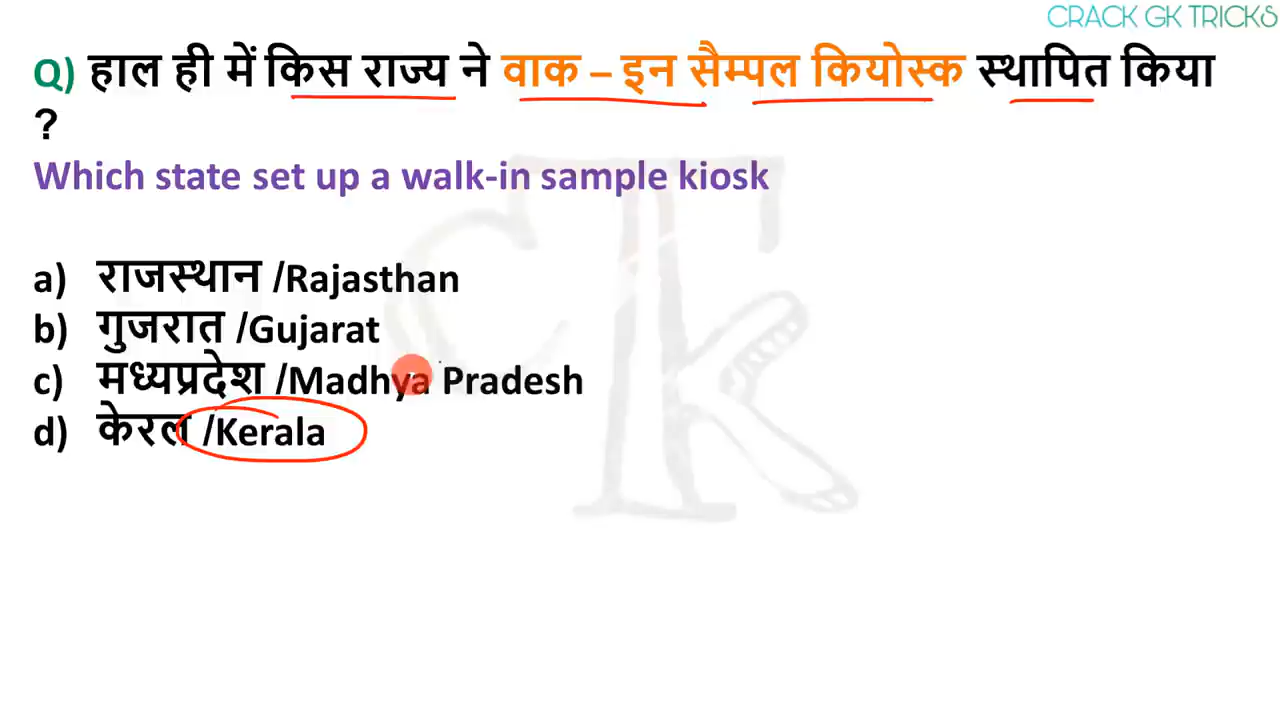 CRACK GK TRICKS
Q) हाल ही में किस राज्य ने वाक – इन सैम्पल कियोस्क स्थापित किया
?
Which state set up a walk-in sample kiosk
a) राजस्थान /Rajasthan
b) गुजरात /Gujarat
c) मध्यप्रदेश /Madhya Pradesh
d) केरल /Kerala